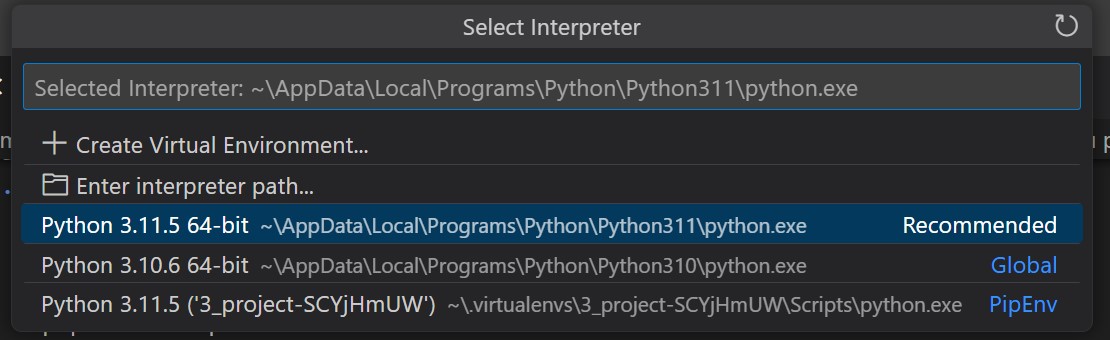 Select Interpreter
Selected Interpreter: ~\AppData\Local\Programs\Python\Python311\python.exe
Create Virtual Environment...
Enter interpreter path...
Python 3.11.5 64-bit ~\AppData\Local\Programs\Python\Python311\python.exe Recommended
Python 3.10.6 64-bit ~\AppData\Local\Programs\Python\Python310\python.exe Global
Python 3.11.5 ('3_project-SCYjHmUW') ~\.virtualenvs\3_project-SCYjHmUW\Scripts\python.exe PipEnv